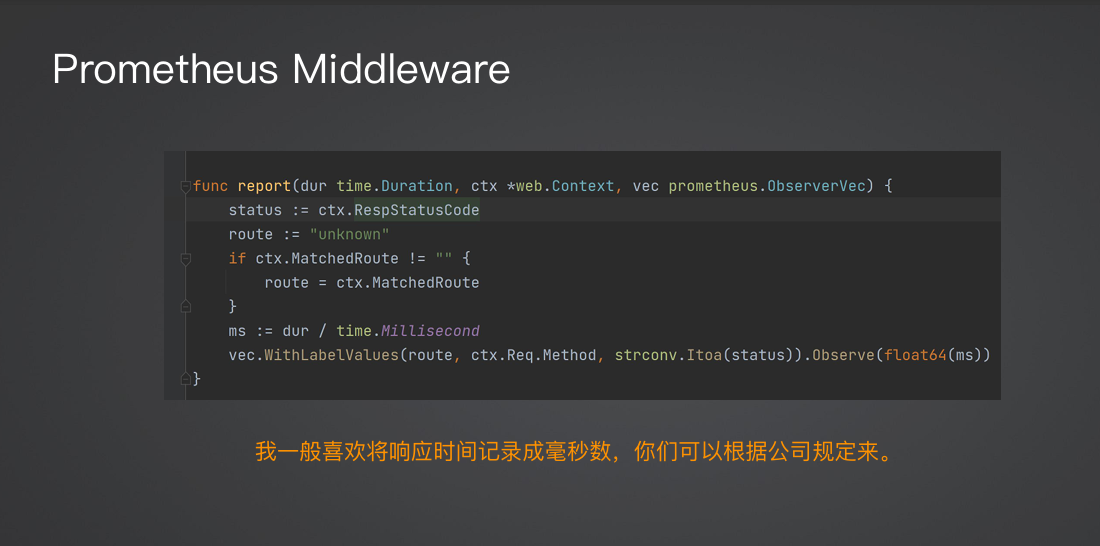 Prometheus Middleware
func report(dur time.Duration, ctx *web.Context, vec prometheus.ObserverVec) {
    status := ctx.RespStatusCode
    route := "unknown"
    if ctx.MatchedRoute != "" {
        route = ctx.MatchedRoute
    }
    ms := dur / time.Millisecond
    vec.WithLabelValues(route, ctx.Req.Method, strconv.Itoa(status)).Observe(float64(ms))
}
我一般喜欢将响应时间记录成毫秒数，你们可以根据公司规定来。